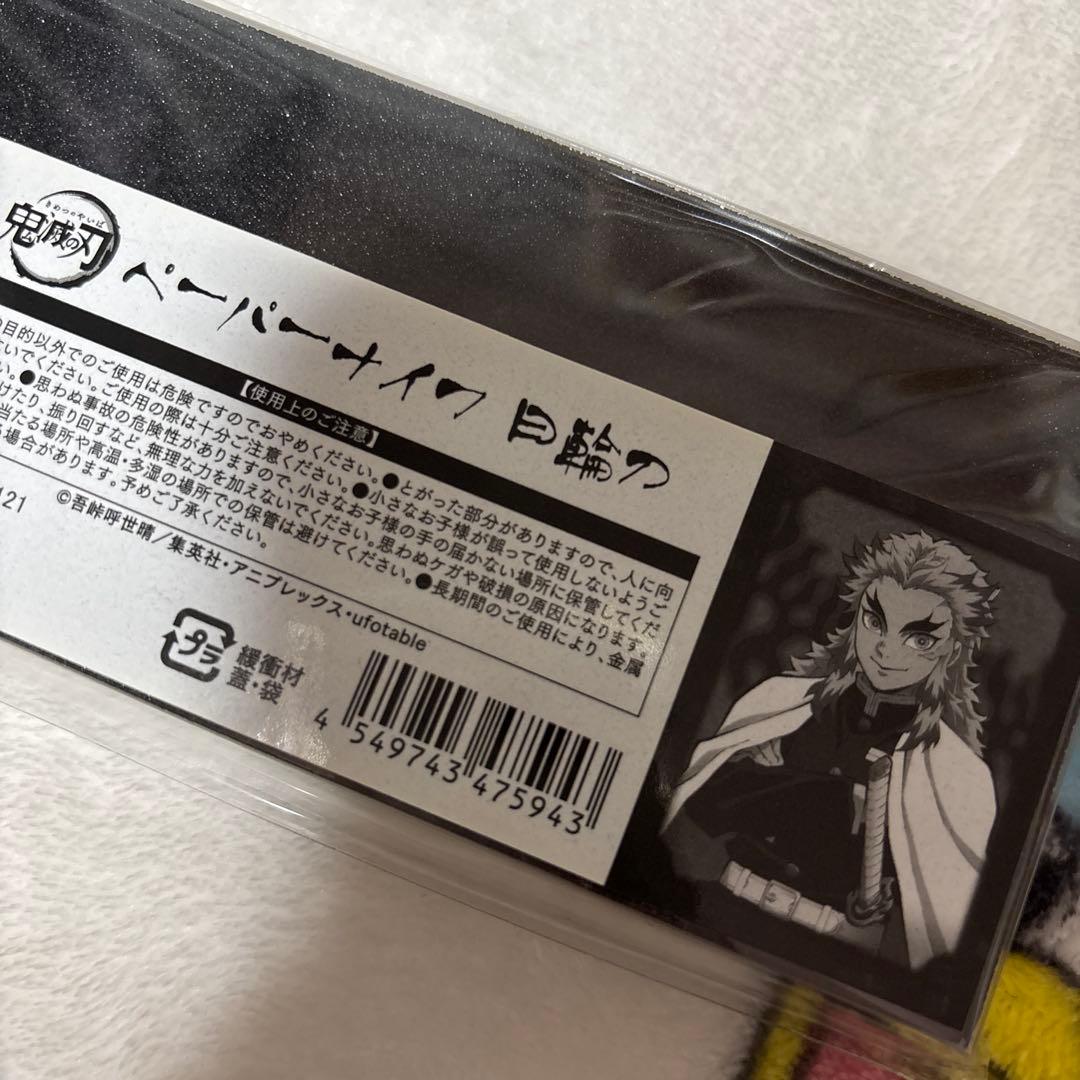 きめつのやいば
鬼滅の刃
ペーパーナイフ 四輪刀
【使用上のご注意】
●とがった部分がありますので、人に向
の目的以外でのご使用は危険ですのでおやめください。●小さなお子様が誤って使用しないようご
いでください。ご使用の際は十分ご注意ください。
い。●思わぬ事故の危険性がありますので、小さなお子様の手の届かない場所に保管してくだ
けたり、振り回すなど、無理な力を加えないでください。思わぬケガや破損の原因になります。
当たる場所や高温・多湿の場所での保管は避けてください。●長期間のご使用により、金属
場合があります。予めご了承ください。
121
©吾峠呼世晴／集英社・アニプレックス・ufotable
プラ
緩衝材
蓋・袋
4 549743 475943